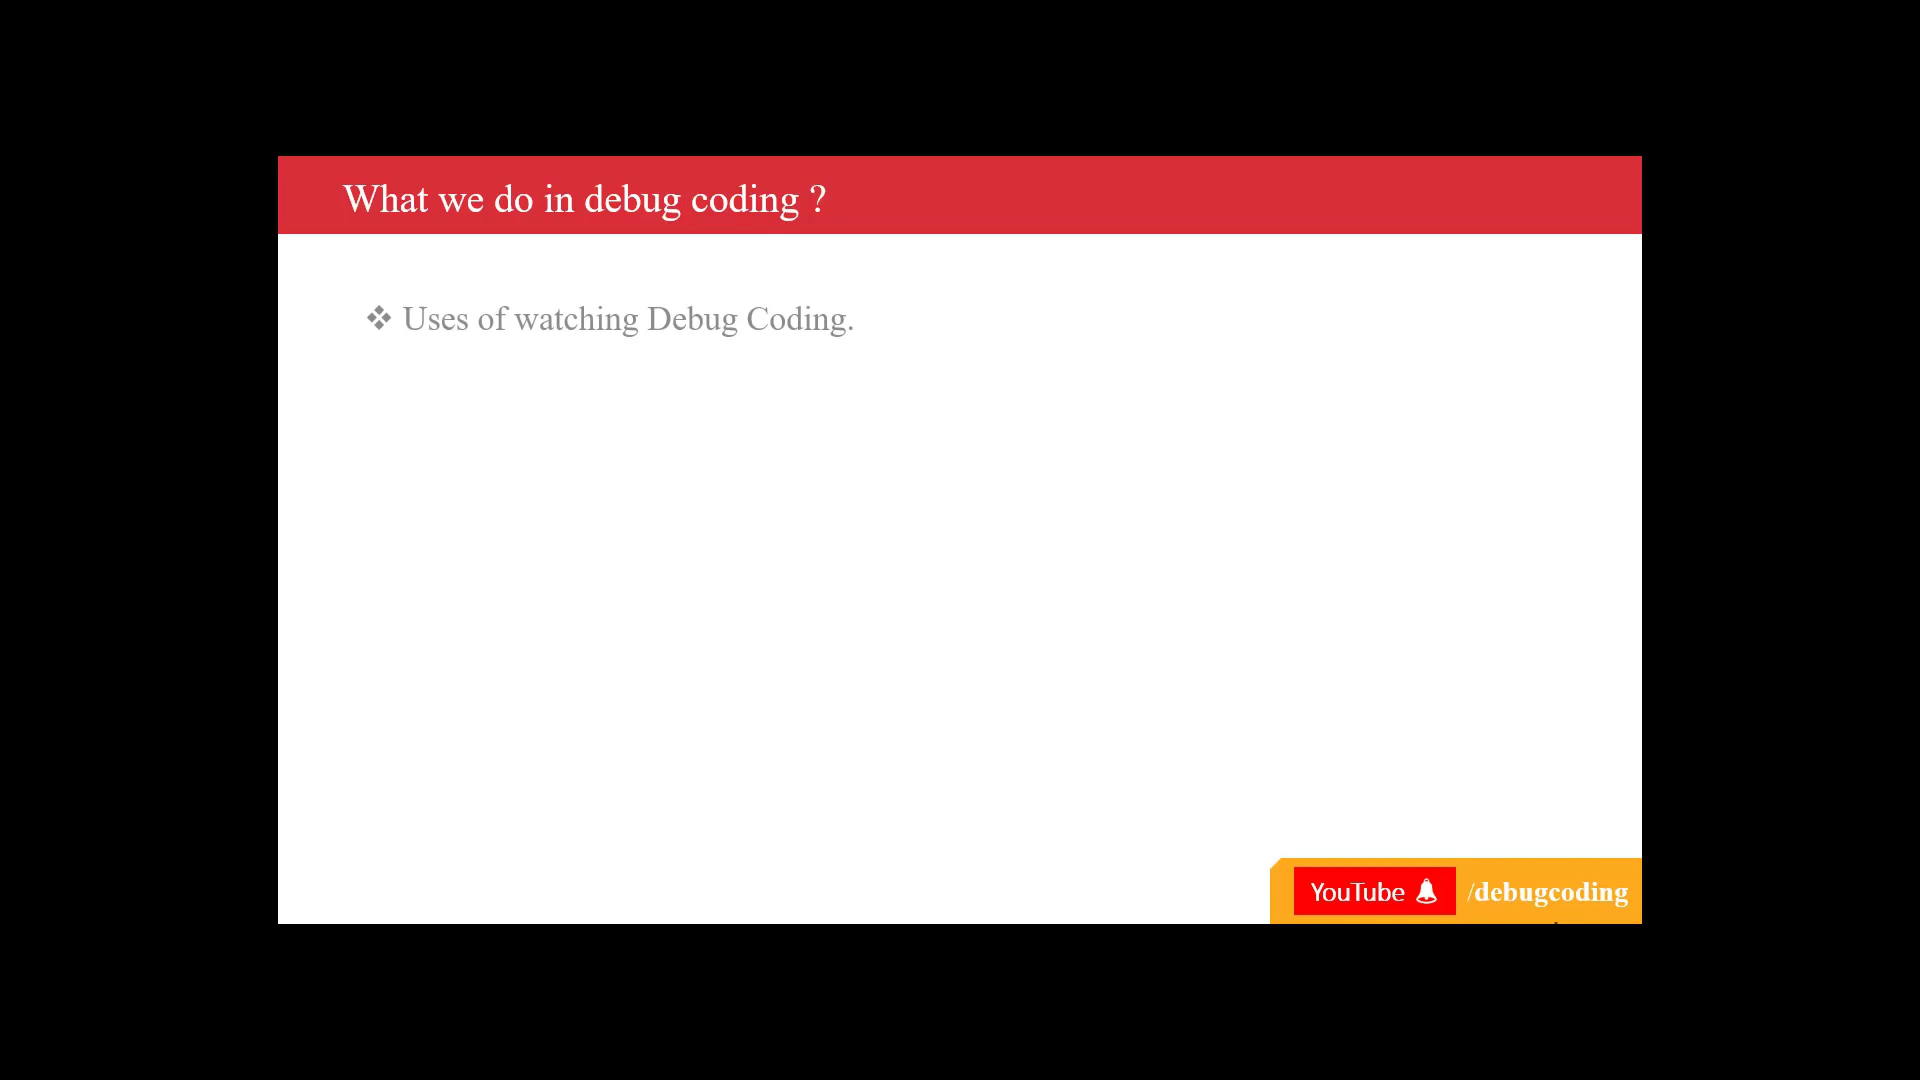 What we do in debug coding ?
Uses of watching Debug Coding.
YouTube /debugcoding